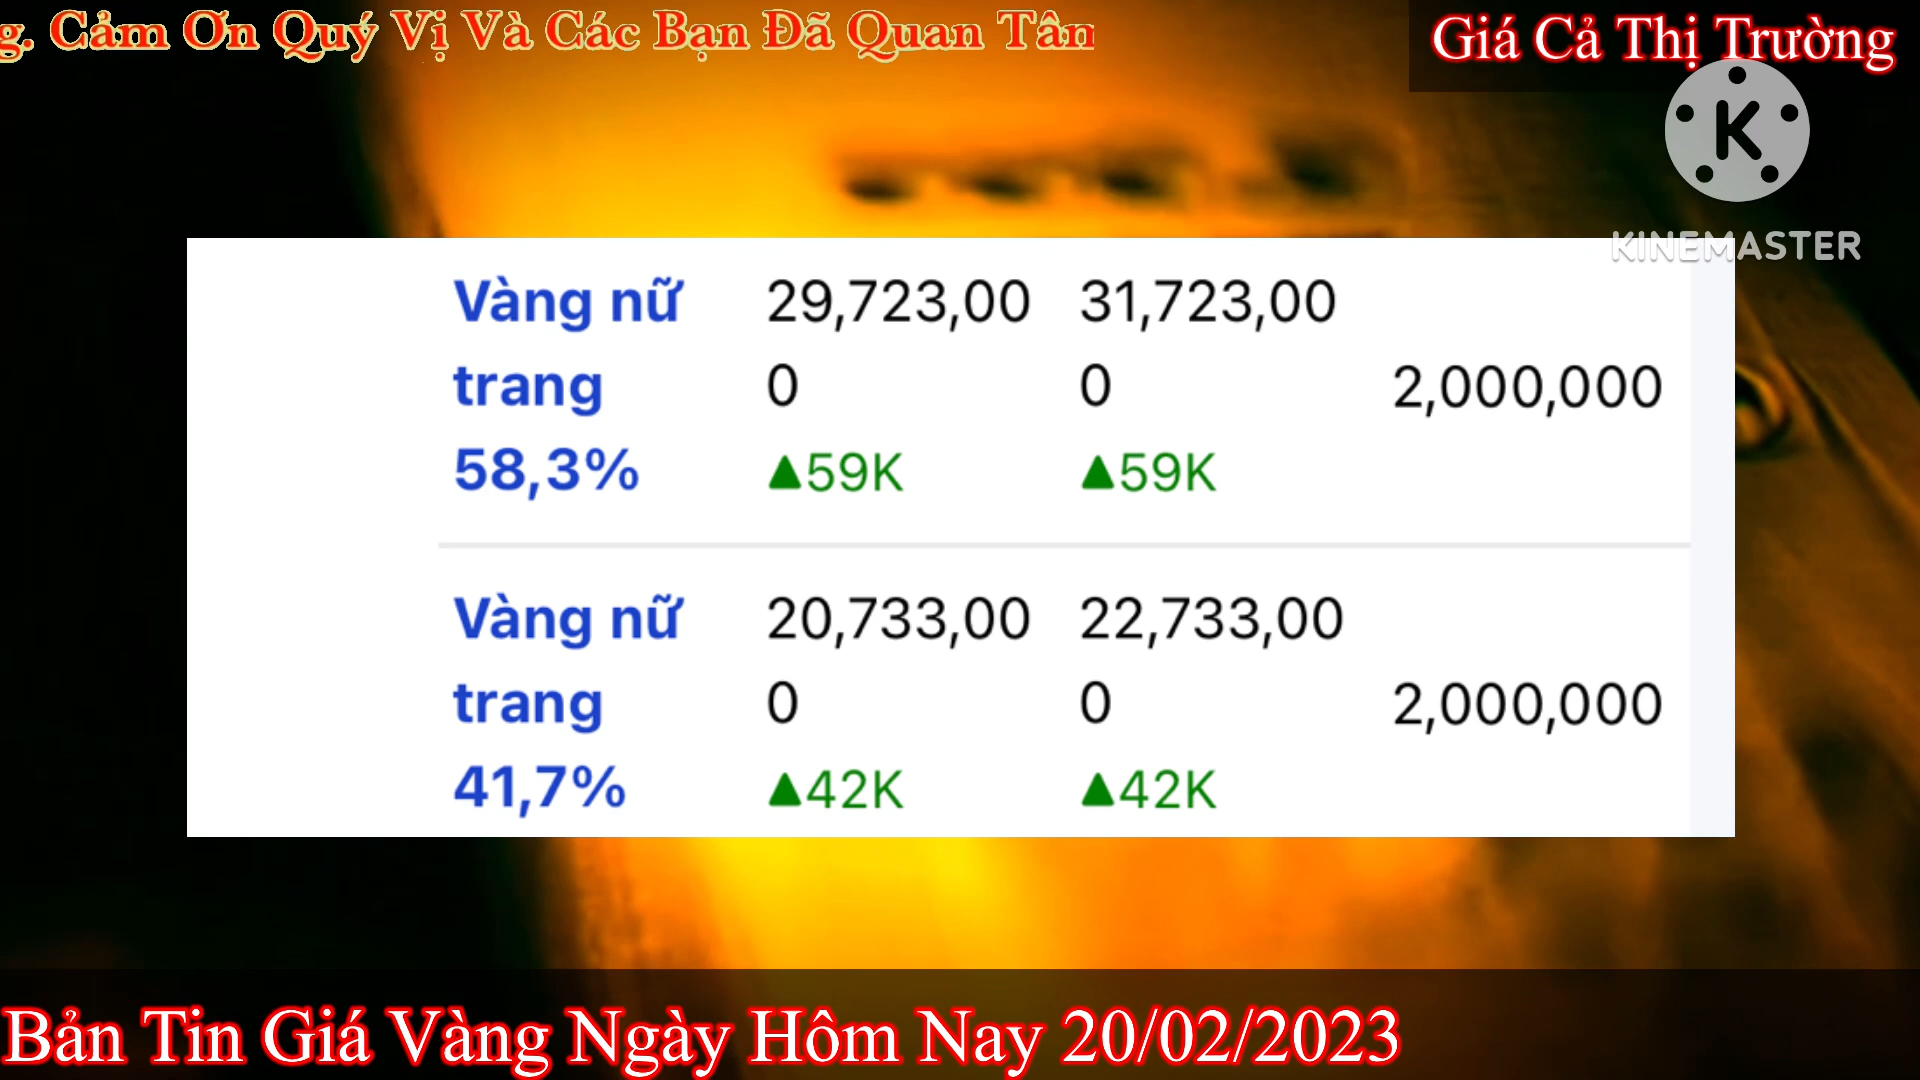 g. Cảm Ơn Quý Vị Và Các Bạn Đã Quan Tâm
Giá Cả Thị Trường
K
KINEMASTER
Vàng nữ 29,723,00 31,723,00
trang 0 0 2,000,000
58,3% ▲59K ▲59K
Vàng nữ 20,733,00 22,733,00
trang 0 0 2,000,000
41,7% ▲42K ▲42K
Bản Tin Giá Vàng Ngày Hôm Nay 20/02/2023